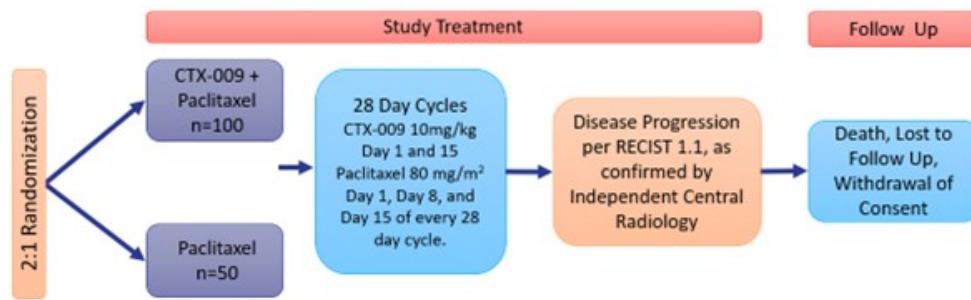 Study Treatment
Follow Up
2:1 Randomization
CTX-009 +
Paclitaxel
n=100
Paclitaxel
n=50
28 Day Cycles
CTX-009 10mg/kg
Day 1 and 15
Paclitaxel 80 mg/m²
Day 1, Day 8, and
Day 15 of every 28
day cycle.
Disease Progression
per RECIST 1.1, as
confirmed by
Independent Central
Radiology
Death, Lost to
Follow Up,
Withdrawal of
Consent